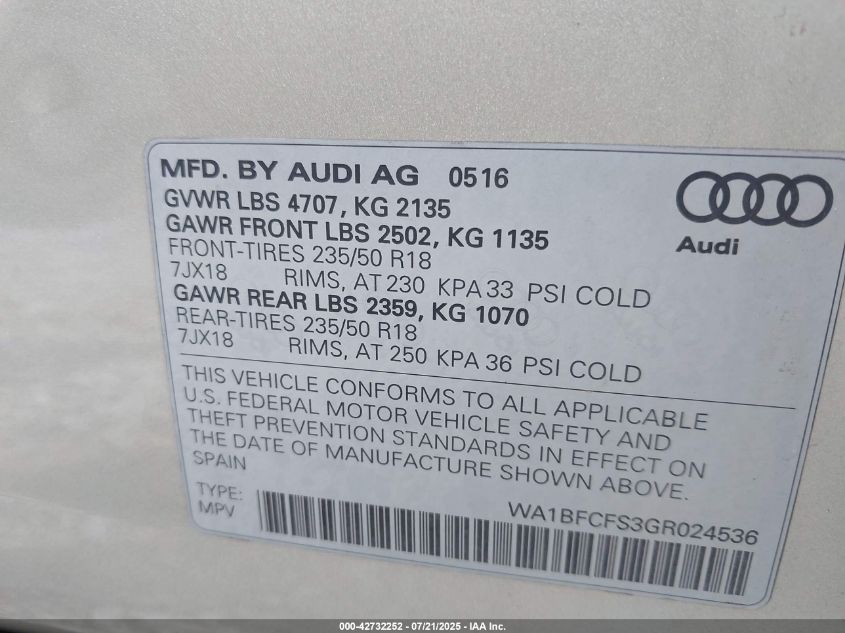 MFD. BY AUDI AG 0516
GVWR LBS 4707, KG 2135
GAWR FRONT LBS 2502, KG 1135
FRONT-TIRES 235/50 R18
7JX18 RIMS, AT 230 KPA 33 PSI COLD
GAWR REAR LBS 2359, KG 1070
REAR-TIRES 235/50 R18
7JX18 RIMS, AT 250 KPA 36 PSI COLD
Audi
THIS VEHICLE CONFORMS TO ALL APPLICABLE
U.S. FEDERAL MOTOR VEHICLE SAFETY AND
THEFT PREVENTION STANDARDS IN EFFECT ON
THE DATE OF MANUFACTURE SHOWN ABOVE.
SPAIN
TYPE:
MPV
WA1BFCFS3GR024536
000-42732252 - 07/21/2025 - IAA Inc.